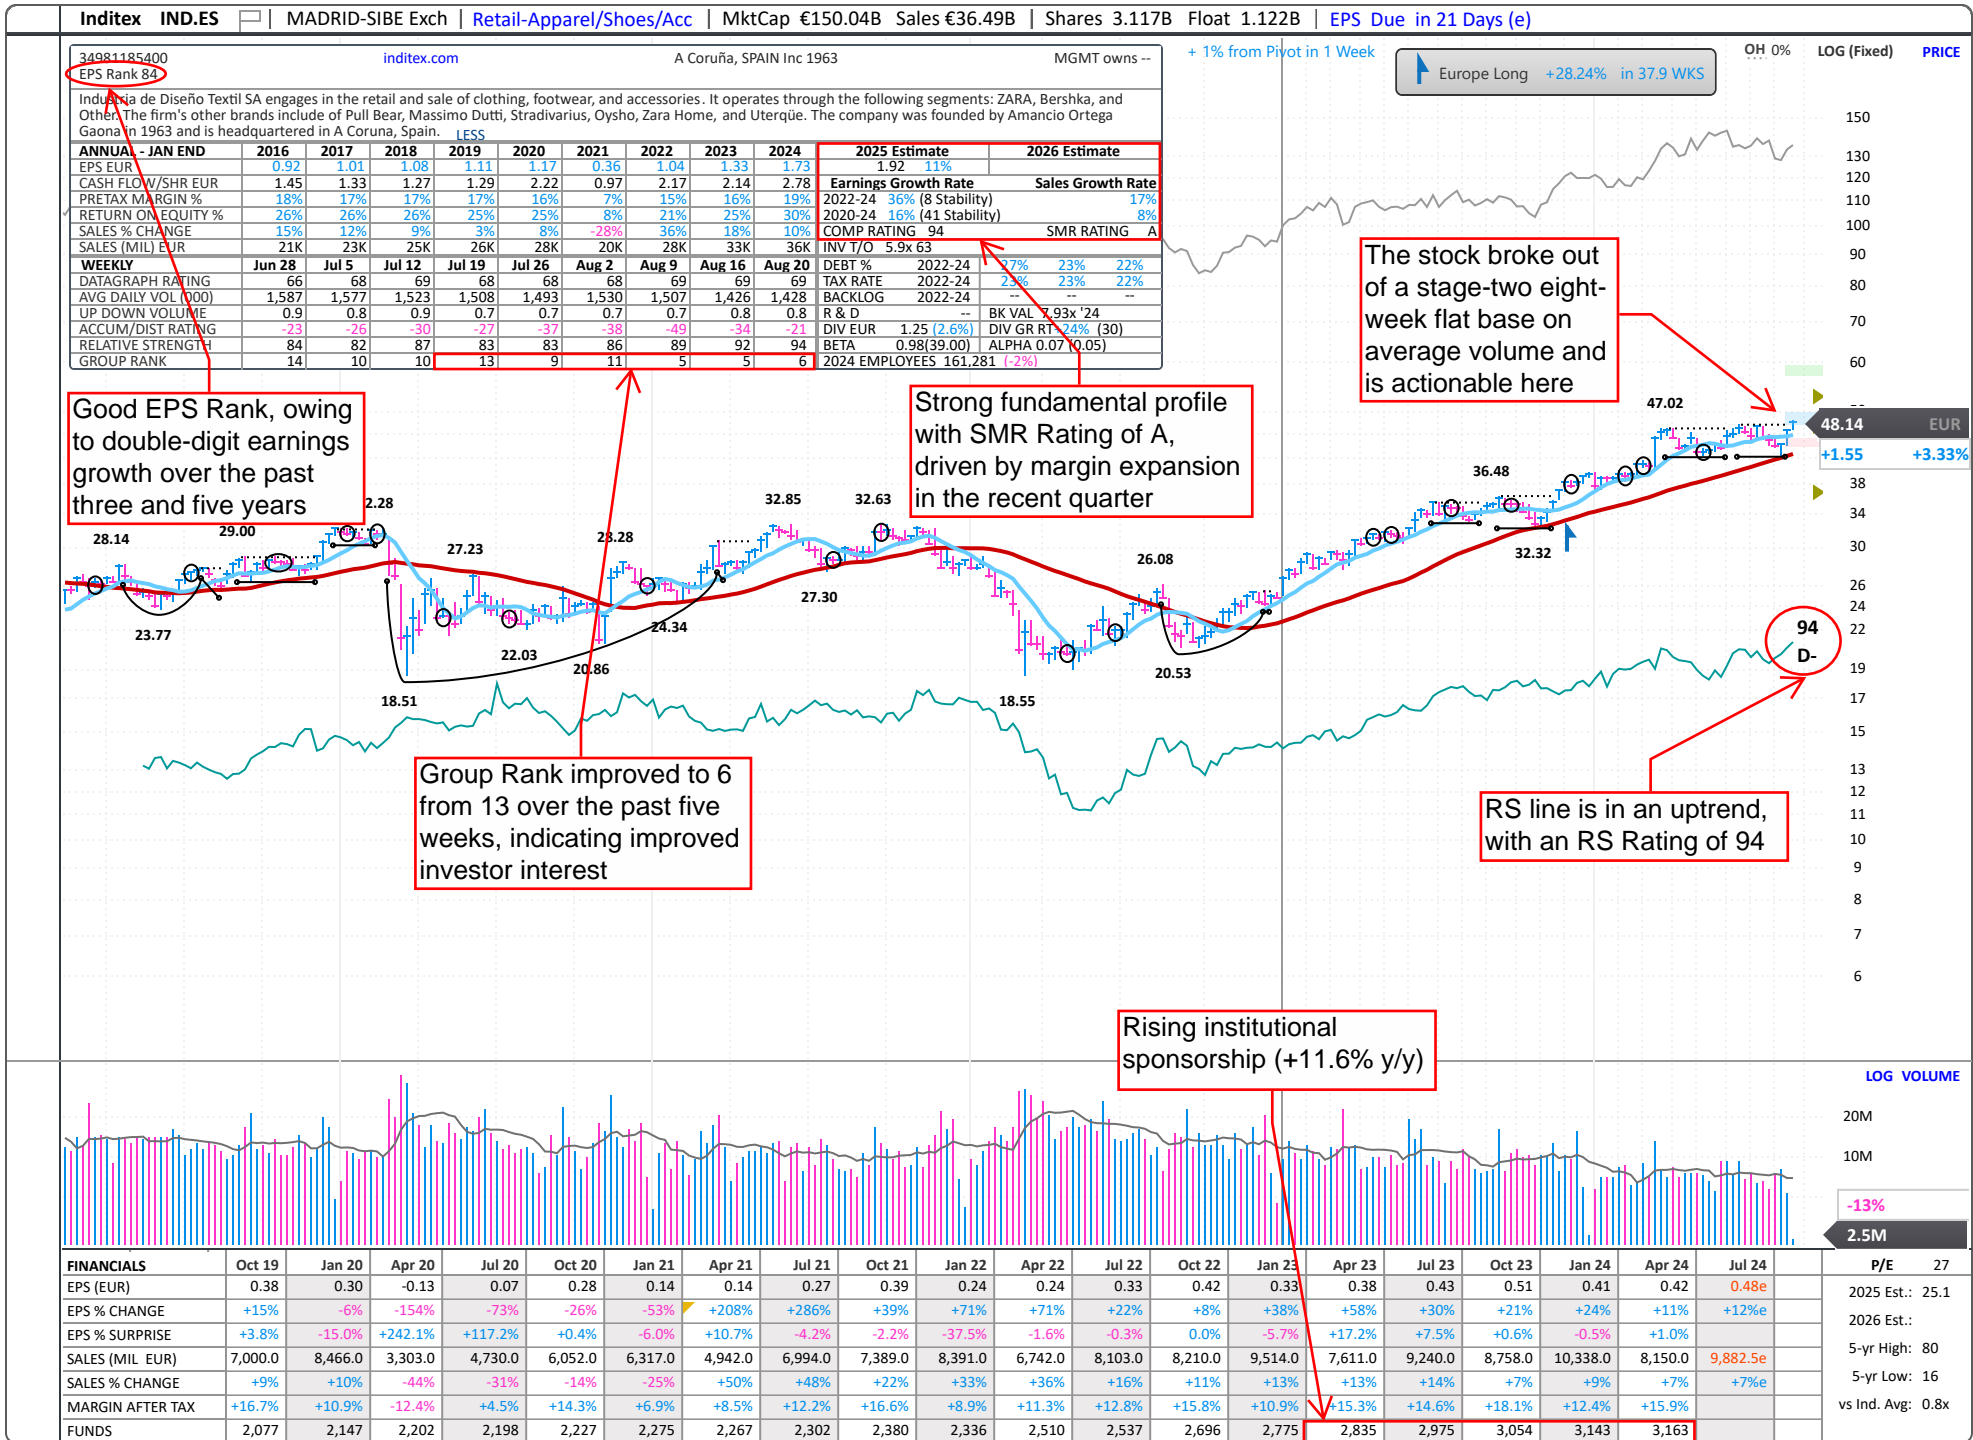 Inditex IND.ES | MADRID-SIBE Exch | Retail-Apparel/Shoes/Acc | MktCap €150.04B Sales €36.49B | Shares 3.117B Float 1.122B | EPS Due in 21 Days (e)
34981185400 inditex.com A Coruña, SPAIN Inc 1963 MGMT owns --
EPS Rank 84
Industria de Diseño Textil SA engages in the retail and sale of clothing, footwear, and accessories. It operates through the following segments: ZARA, Bershka, and
Other. The firm's other brands include of Pull Bear, Massimo Dutti, Stradivarius, Oysho, Zara Home, and Uterqüe. The company was founded by Amancio Ortega
Gaona in 1963 and is headquartered in A Coruna, Spain. LESS
ANNUAL - JAN END 2016 2017 2018 2019 2020 2021 2022 2023 2024 2025 Estimate 2026 Estimate
EPS EUR 0.92 1.01 1.08 1.11 1.17 0.36 1.04 1.33 1.73 1.92 11%
CASH FLOW/SHR EUR 1.45 1.33 1.27 1.29 2.22 0.97 2.17 2.14 2.78 Earnings Growth Rate Sales Growth Rate
PRETAX MARGIN % 18% 17% 17% 17% 16% 7% 15% 16% 19% 2022-24 36% (8 Stability) 17%
RETURN ON EQUITY % 26% 26% 26% 25% 25% 8% 21% 25% 30% 2020-24 16% (41 Stability) 8%
SALES % CHANGE 15% 12% 9% 3% 8% -28% 36% 18% 10% COMP RATING 94 SMR RATING A
SALES (MIL) EUR 21K 23K 25K 26K 28K 20K 28K 33K 36K INV T/O 5.9x 63
WEEKLY Jun 28 Jul 5 Jul 12 Jul 19 Jul 26 Aug 2 Aug 9 Aug 16 Aug 20 DEBT % 2022-24 27% 23% 22%
DATAGRAPH RATING 66 68 69 68 68 68 69 69 69 TAX RATE 2022-24 23% 23% 22%
AVG DAILY VOL (000) 1,587 1,577 1,523 1,508 1,493 1,530 1,507 1,426 1,428 BACKLOG 2022-24 -- -- --
UP DOWN VOLUME 0.9 0.8 0.9 0.7 0.7 0.7 0.7 0.8 0.8 R & D -- BK VAL 7.93x '24
ACCUM/DIST RATING -23 -26 -30 -27 -37 -38 -49 -34 -21 DIV EUR 1.25 (2.6%) DIV GR RT +24% (30)
RELATIVE STRENGTH 84 82 87 83 83 86 89 92 94 BETA 0.98(39.00) ALPHA 0.07 (0.05)
GROUP RANK 14 10 10 13 9 11 5 5 6 2024 EMPLOYEES 161,281 (-2%)
+ 1% from Pivot in 1 Week
Europe Long +28.24% in 37.9 WKS
OH 0% LOG (Fixed) PRICE
150
130
120
110
100
90
80
70
60
48.14 EUR
+1.55 +3.33%
38
34
30
26
24
22
19
17
15
13
12
11
10
9
8
7
6
The stock broke out
of a stage-two eight-
week flat base on
average volume and
is actionable here
Good EPS Rank, owing
to double-digit earnings
growth over the past
three and five years
Strong fundamental profile
with SMR Rating of A,
driven by margin expansion
in the recent quarter
28.14
23.77
29.00
2.28
18.51
27.23
22.03
20.86
28.28
24.34
32.85
27.30
32.63
18.55
26.08
20.53
36.48
32.32
47.02
94
D-
Group Rank improved to 6
from 13 over the past five
weeks, indicating improved
investor interest
RS line is in an uptrend,
with an RS Rating of 94
Rising institutional
sponsorship (+11.6% y/y)
LOG VOLUME
20M
10M
-13%
2.5M
FINANCIALS Oct 19 Jan 20 Apr 20 Jul 20 Oct 20 Jan 21 Apr 21 Jul 21 Oct 21 Jan 22 Apr 22 Jul 22 Oct 22 Jan 23 Apr 23 Jul 23 Oct 23 Jan 24 Apr 24 Jul 24
EPS (EUR) 0.38 0.30 -0.13 0.07 0.28 0.14 0.14 0.27 0.39 0.24 0.24 0.33 0.42 0.33 0.38 0.43 0.51 0.41 0.42 0.48e
EPS % CHANGE +15% -6% -154% -73% -26% -53% +208% +286% +39% +71% +71% +22% +8% +38% +58% +30% +21% +24% +11% +12%e
EPS % SURPRISE +3.8% -15.0% +242.1% +117.2% +0.4% -6.0% +10.7% -4.2% -2.2% -37.5% -1.6% -0.3% 0.0% -5.7% +17.2% +7.5% +0.6% -0.5% +1.0%
SALES (MIL EUR) 7,000.0 8,466.0 3,303.0 4,730.0 6,052.0 6,317.0 4,942.0 6,994.0 7,389.0 8,391.0 6,742.0 8,103.0 8,210.0 9,514.0 7,611.0 9,240.0 8,758.0 10,338.0 8,150.0 9,882.5e
SALES % CHANGE +9% +10% -44% -31% -14% -25% +50% +48% +22% +33% +36% +16% +11% +13% +13% +14% +7% +9% +7% +7%e
MARGIN AFTER TAX +16.7% +10.9% -12.4% +4.5% +14.3% +6.9% +8.5% +12.2% +16.6% +8.9% +11.3% +12.8% +15.8% +10.9% +15.3% +14.6% +18.1% +12.4% +15.9%
FUNDS 2,077 2,147 2,202 2,198 2,227 2,275 2,267 2,302 2,380 2,336 2,510 2,537 2,696 2,775 2,835 2,975 3,054 3,143 3,163
P/E 27
2025 Est.: 25.1
2026 Est.:
5-yr High: 80
5-yr Low: 16
vs Ind. Avg: 0.8x